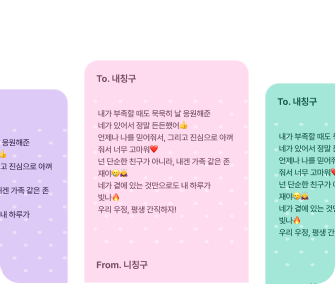 응원해준
👍
고 진심으로 아껴
내겐 가족 같은 존
내 하루가
To. 내칭구
내가 부족할 때도 묵묵히 날 응원해준
네가 있어서 정말 든든했어👍
언제나 나를 믿어줘서, 그리고 진심으로 아껴
줘서 너무 고마워❤️
넌 단순한 친구가 아니라, 내겐 가족 같은 존
재야😊🙇
네가 곁에 있는 것만으로도 내 하루가
빛나🔥
우리 우정, 평생 간직하자!
From. 니칭구
To. 내칭구
내가 부족할 때도
네가 있어서 정말
언제나 나를 믿어
줘서 너무 고마워❤️
넌 단순한 친구가
재야😊🙇
네가 곁에 있는 것만
빛나🔥
우리 우정, 평생 간